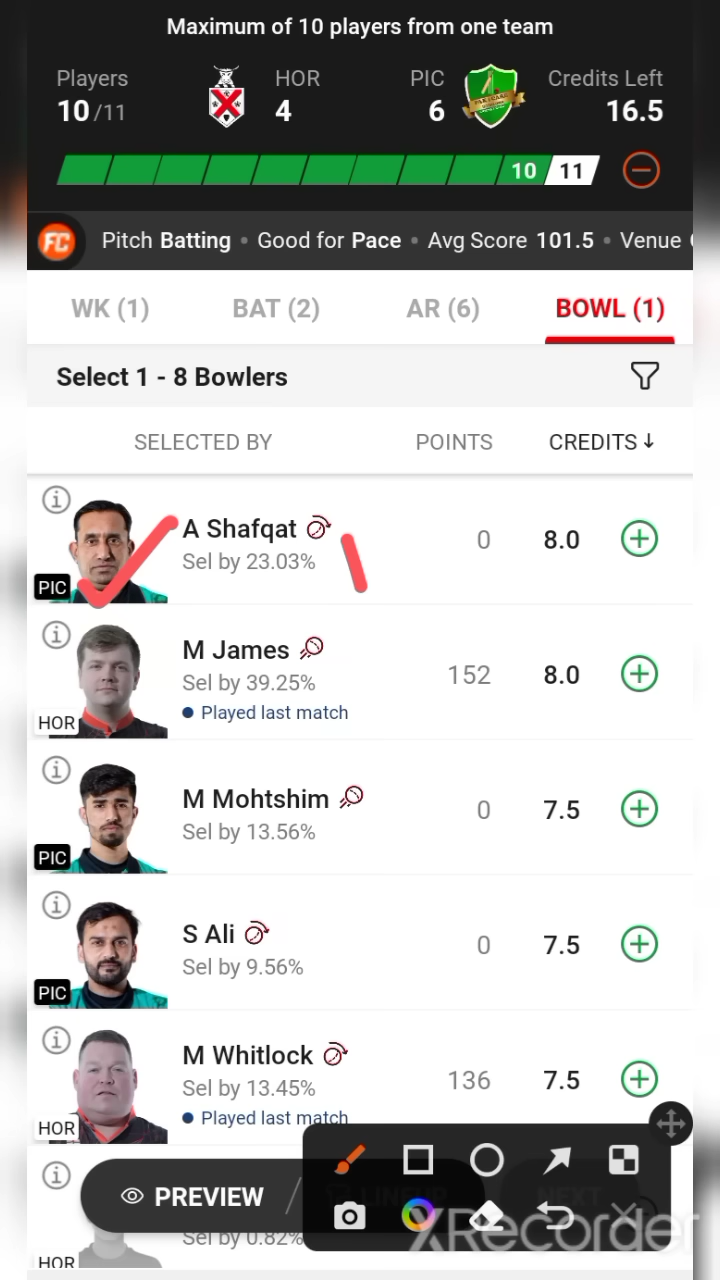 Maximum of 10 players from one team
Players HOR PIC Credits Left
10/11 4 6 16.5
10 11
FC Pitch Batting • Good for Pace • Avg Score 101.5 • Venue
WK (1) BAT (2) AR (6) BOWL (1)
Select 1 - 8 Bowlers
SELECTED BY POINTS CREDITS↓
A Shafqat
Sel by 23.03% 0 8.0
PIC
M James
Sel by 39.25% 152 8.0
Played last match
HOR
M Mohtshim
Sel by 13.56% 0 7.5
PIC
S Ali
Sel by 9.56% 0 7.5
PIC
M Whitlock
Sel by 13.45% 136 7.5
Played last match
HOR
PREVIEW LINEUP NEXT
XRecorder
Sel by 0.82%
HOR